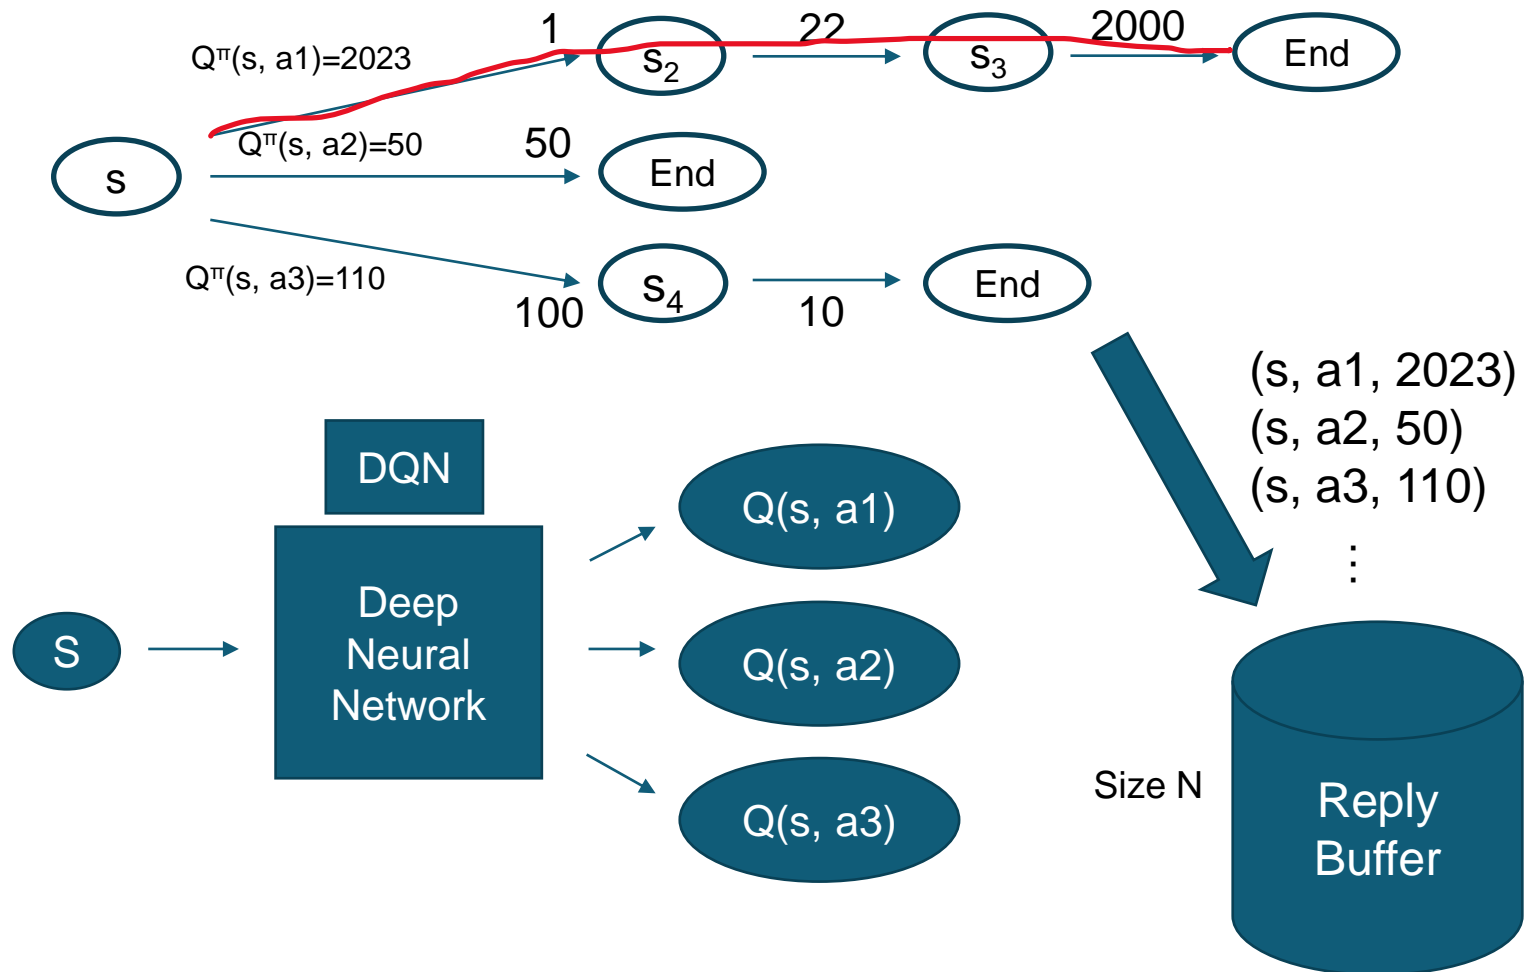 1
22
2000
Qπ(s, a1)=2023
s2
s3
End
Qπ(s, a2)=50
50
s
End
Qπ(s, a3)=110
s4
End
100
10
(s, a1, 2023)
(s, a2, 50)
(s, a3, 110)
⋮
DQN
Deep
Neural
Network
S
Q(s, a1)
Q(s, a2)
Q(s, a3)
Size N
Reply
Buffer